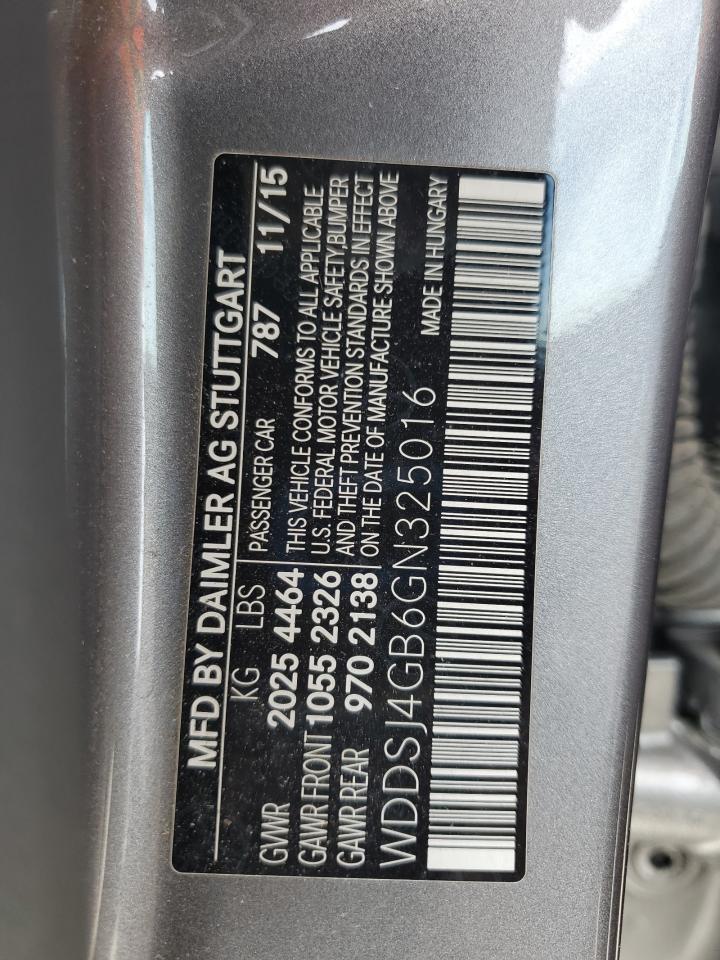 MFD BY DAIMLER AG STUTTGART
KG LBS
GVWR 2025 4464
GAWR FRONT 1055 2326
GAWR REAR 970 2138
PASSENGER CAR 787 11/15
THIS VEHICLE CONFORMS TO ALL APPLICABLE
U.S. FEDERAL MOTOR VEHICLE SAFETY, BUMPER
AND THEFT PREVENTION STANDARDS IN EFFECT
ON THE DATE OF MANUFACTURE SHOWN ABOVE
WDDSJ4GB6GN325016
MADE IN HUNGARY